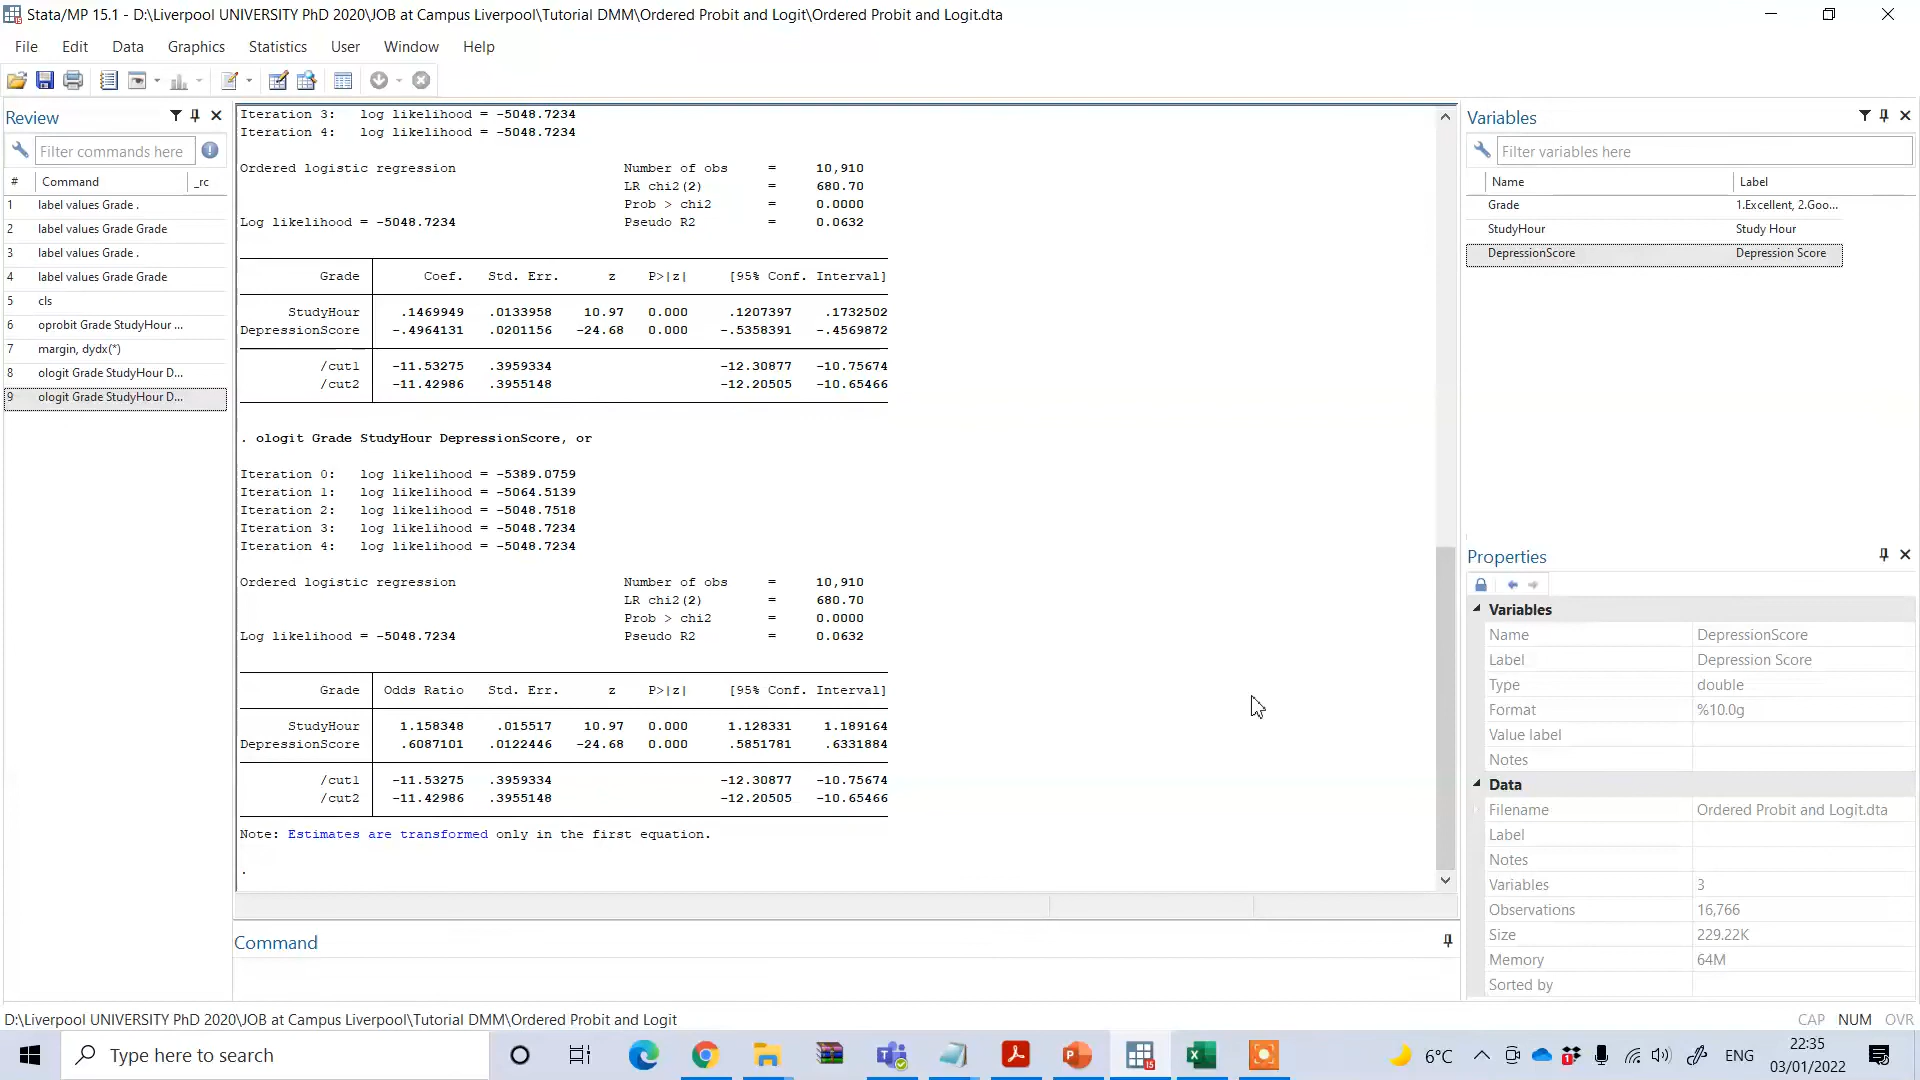 Stata/MP 15.1 - D:\Liverpool UNIVERSITY PhD 2020\JOB at Campus Liverpool\Tutorial DMM\Ordered Probit and Logit\Ordered Probit and Logit.dta
File Edit Data Graphics Statistics User Window Help
Review
Filter commands here
# Command _rc
1 label values Grade .
2 label values Grade Grade
3 label values Grade .
4 label values Grade Grade
5 cls
6 oprobit Grade StudyHour ...
7 margin, dydx(*)
8 ologit Grade StudyHour D...
9 ologit Grade StudyHour D...
Iteration 3: log likelihood = -5048.7234
Iteration 4: log likelihood = -5048.7234
Ordered logistic regression Number of obs = 10,910
LR chi2(2) = 680.70
Prob > chi2 = 0.0000
Log likelihood = -5048.7234 Pseudo R2 = 0.0632
Grade Coef. Std. Err. z P>|z| [95% Conf. Interval]
StudyHour .1469949 .0133958 10.97 0.000 .1207397 .1732502
DepressionScore -.4964131 .0201156 -24.68 0.000 -.5358391 -.4569872
/cut1 -11.53275 .3959334 -12.30877 -10.75674
/cut2 -11.42986 .3955148 -12.20505 -10.65466
. ologit Grade StudyHour DepressionScore, or
Iteration 0: log likelihood = -5389.0759
Iteration 1: log likelihood = -5064.5139
Iteration 2: log likelihood = -5048.7518
Iteration 3: log likelihood = -5048.7234
Iteration 4: log likelihood = -5048.7234
Ordered logistic regression Number of obs = 10,910
LR chi2(2) = 680.70
Prob > chi2 = 0.0000
Log likelihood = -5048.7234 Pseudo R2 = 0.0632
Grade Odds Ratio Std. Err. z P>|z| [95% Conf. Interval]
StudyHour 1.158348 .015517 10.97 0.000 1.128331 1.189164
DepressionScore .6087101 .0122446 -24.68 0.000 .5851781 .6331884
/cut1 -11.53275 .3959334 -12.30877 -10.75674
/cut2 -11.42986 .3955148 -12.20505 -10.65466
Note: Estimates are transformed only in the first equation.
.
Command
Variables
Filter variables here
Name Label
Grade 1.Excellent, 2.Goo...
StudyHour Study Hour
DepressionScore Depression Score
Properties
Variables
Name DepressionScore
Label Depression Score
Type double
Format %10.0g
Value label
Notes
Data
Filename Ordered Probit and Logit.dta
Label
Notes
Variables 3
Observations 16,766
Size 229.22K
Memory 64M
Sorted by
D:\Liverpool UNIVERSITY PhD 2020\JOB at Campus Liverpool\Tutorial DMM\Ordered Probit and Logit
CAP NUM OVR
Type here to search
15
6°C
1
ENG
22:35
03/01/2022